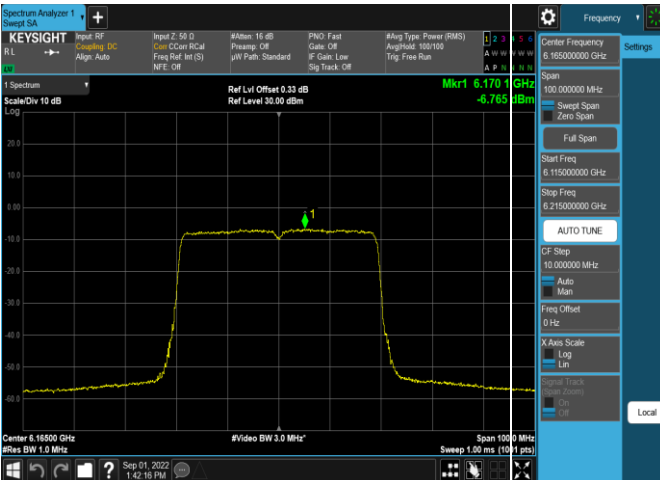 Spectrum Analyzer 1
Swept SA
+
Frequency
KEYSIGHT
RL
Input: RF
Coupling: DC
Align: Auto
Input Z: 50 Ω
Corr CCorr RCal
Freq Ref: Int (S)
NFE: Off
#Atten: 16 dB
Preamp: Off
µW Path: Standard
PNO: Fast
Gate: Off
IF Gain: Low
Sig Track: Off
#Avg Type: Power (RMS)
Avg|Hold: 100/100
Trig: Free Run
1 2 3 4 5 6
A W W W W W
A P N N N N
LNI
1 Spectrum
Scale/Div 10 dB
Log
Ref Lvl Offset 0.33 dB
Ref Level 30.00 dBm
Mkr1 6.170 1 GHz
-6.765 dBm
20.0
10.0
0.00
-10.0
-20.0
-30.0
-40.0
-50.0
-60.0
1
Center 6.16500 GHz
#Res BW 1.0 MHz
#Video BW 3.0 MHz*
Span 100.0 MHz
Sweep 1.00 ms (1001 pts)
?
Sep 01, 2022
1:42:16 PM
Center Frequency
6.165000000 GHz
Settings
Span
100.000000 MHz
Swept Span
Zero Span
Full Span
Start Freq
6.115000000 GHz
Stop Freq
6.215000000 GHz
AUTO TUNE
CF Step
10.000000 MHz
Auto
Man
Freq Offset
0 Hz
X Axis Scale
Log
Lin
Signal Track
(Span Zoom)
On
Off
Local